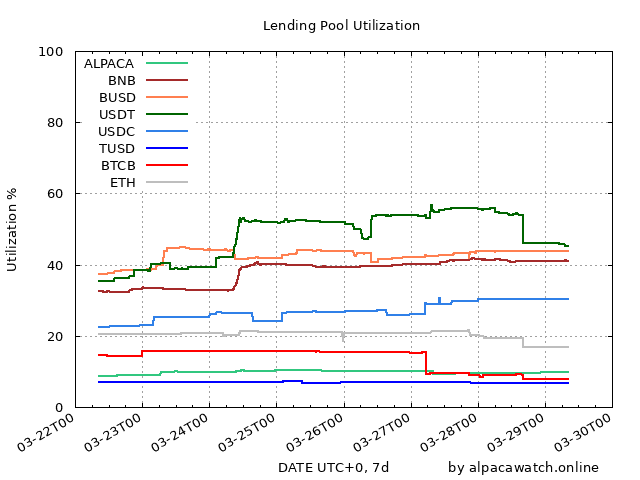 Lending Pool Utilization
100
80
60
40
20
0
Utilization %
ALPACA
BNB
BUSD
USDT
USDC
TUSD
BTCB
ETH
03-22T00
03-23T00
03-24T00
03-25T00
03-26T00
03-27T00
03-28T00
03-29T00
03-30T00
DATE UTC+0, 7d
by alpacawatch.online